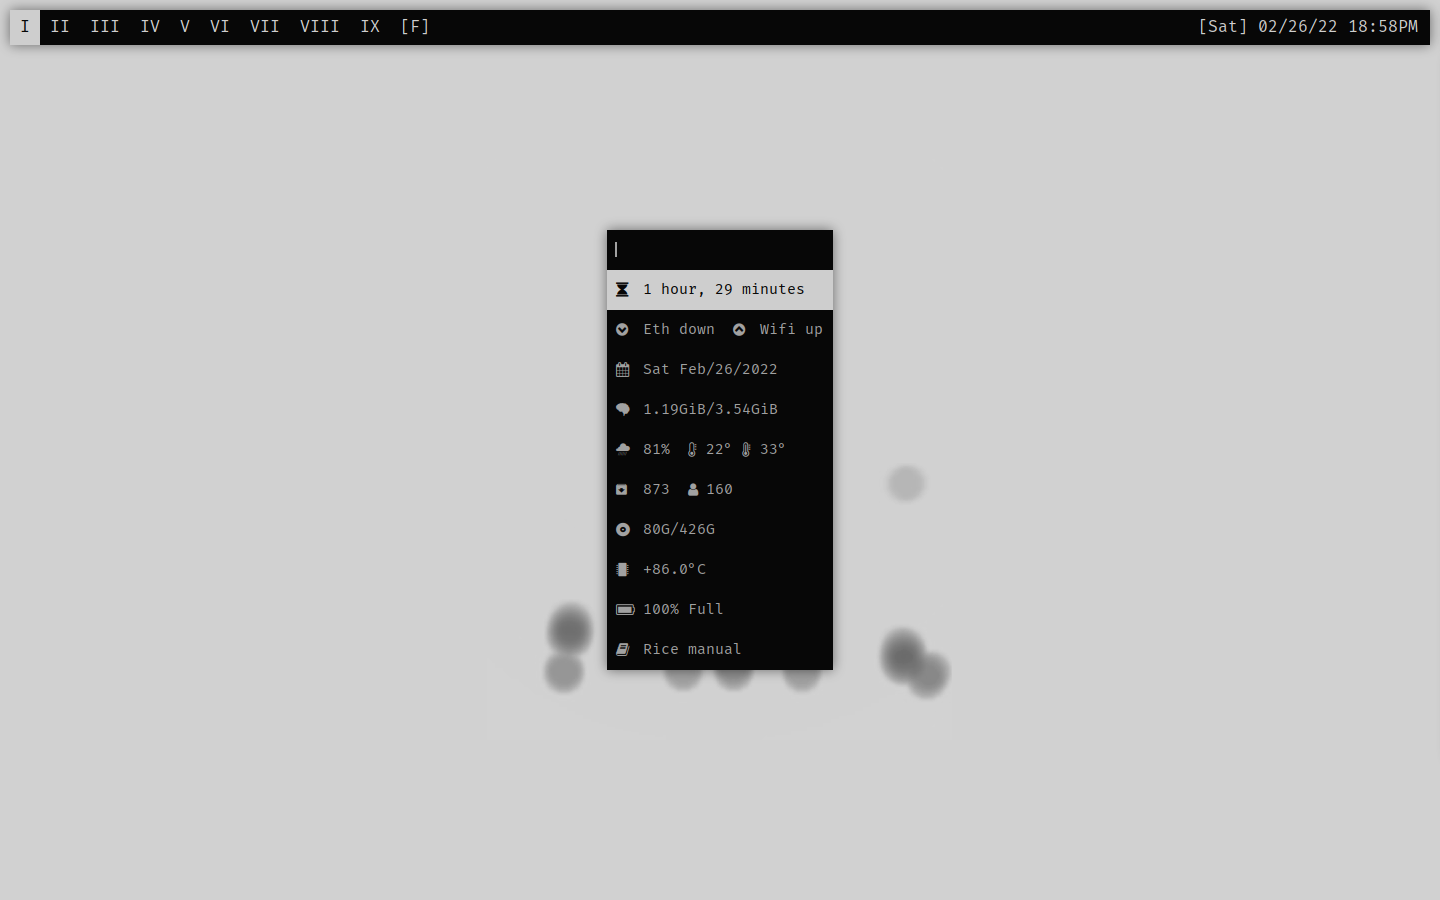 I II III IV V VI VII VIII IX [F] [Sat] 02/26/22 18:58PM
1 hour, 29 minutes
Eth down Wifi up
Sat Feb/26/2022
1.19GiB/3.54GiB
81% 22° 33°
873 160
80G/426G
+86.0°C
100% Full
Rice manual